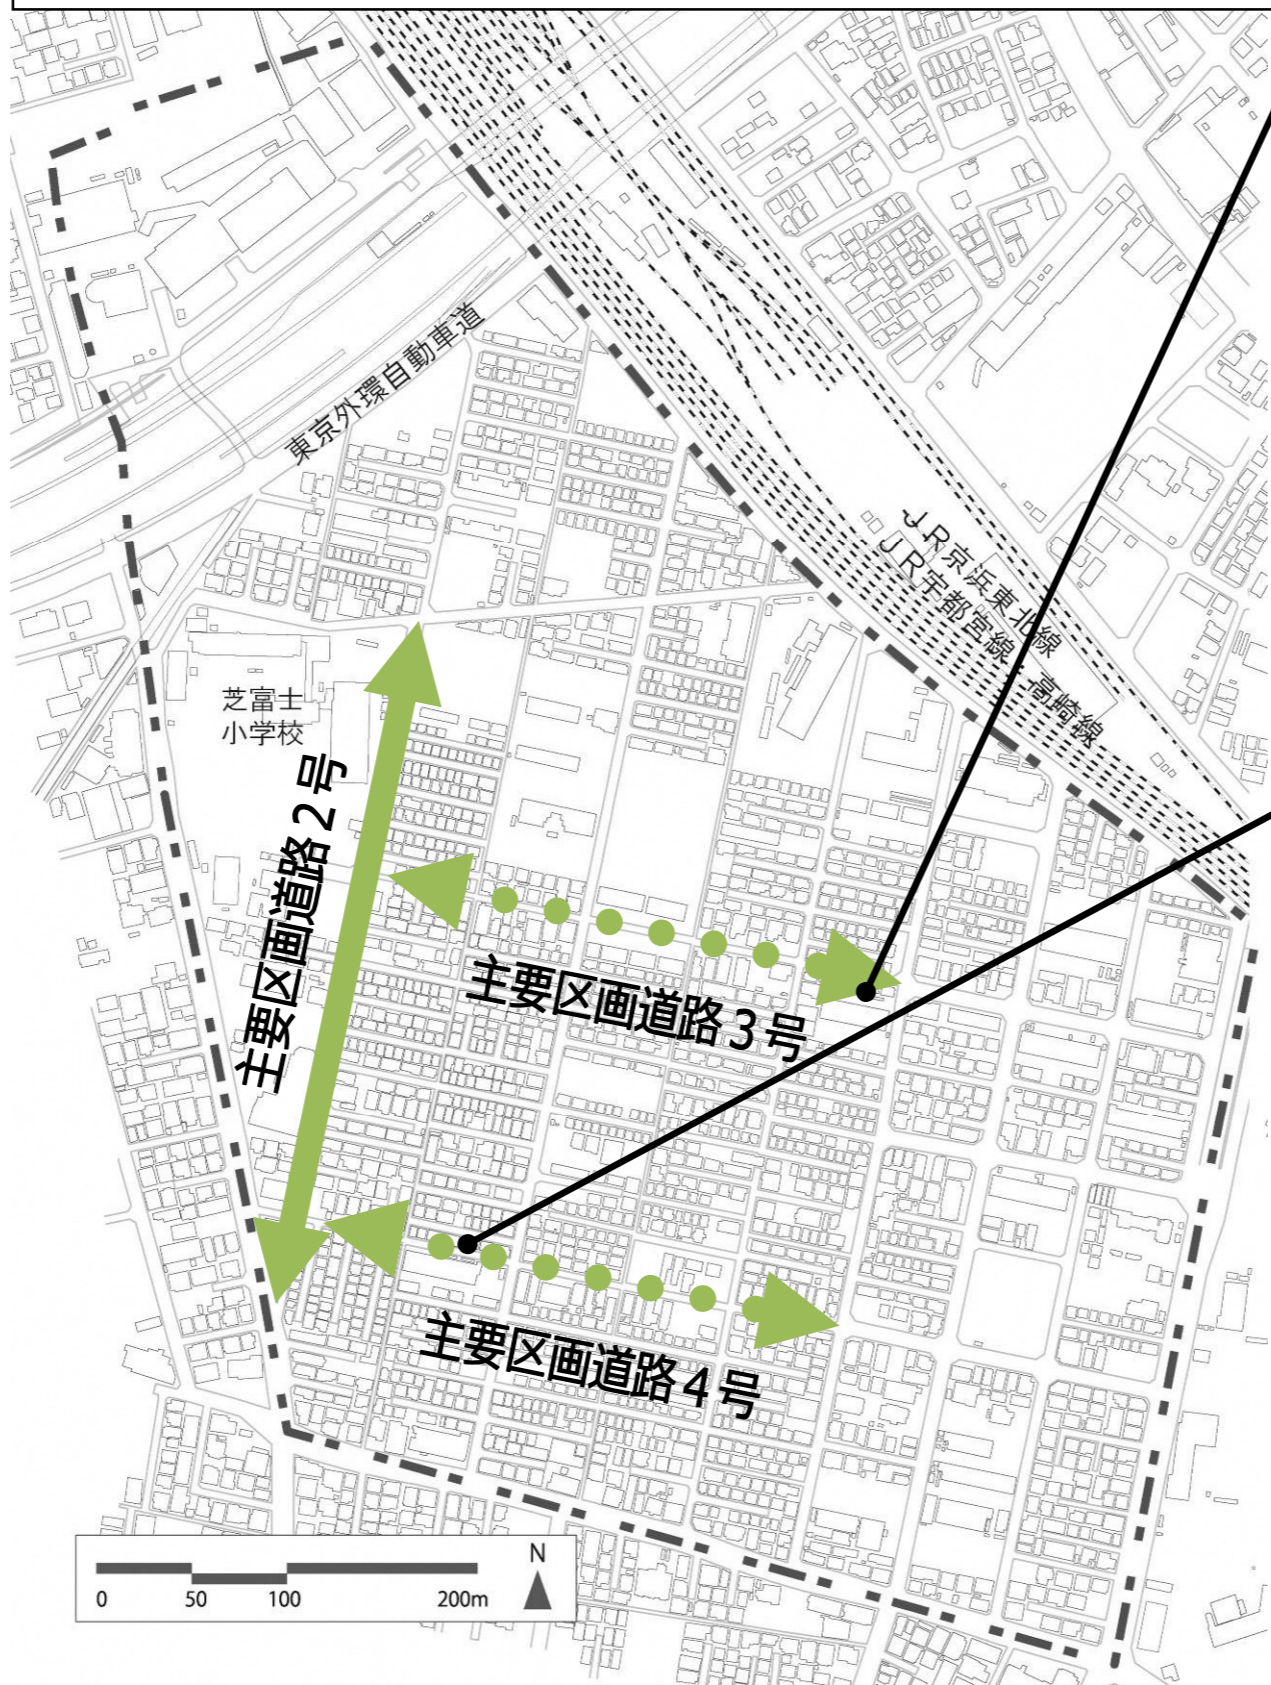 東京外環自動車道
JR京浜東北線
JR宇都宮線・高崎線
芝富士
小学校
主要区画道路2号
主要区画道路3号
主要区画道路4号
N
0 50 100 200m